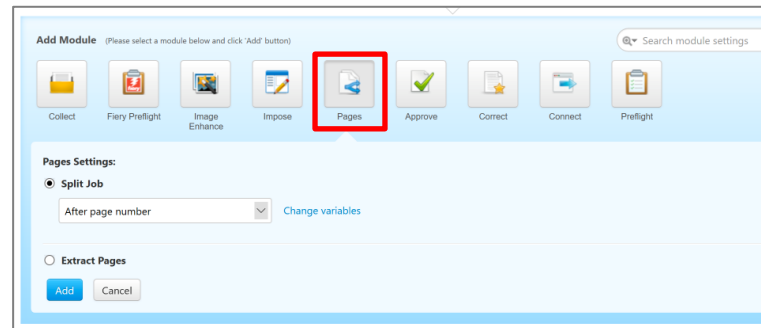 Add Module (Please select a module below and click 'Add' button)
Search module settings
Collect
Fiery Preflight
Image Enhance
Impose
Pages
Approve
Correct
Connect
Preflight
Pages Settings:
Split Job
After page number
Change variables
Extract Pages
Add
Cancel